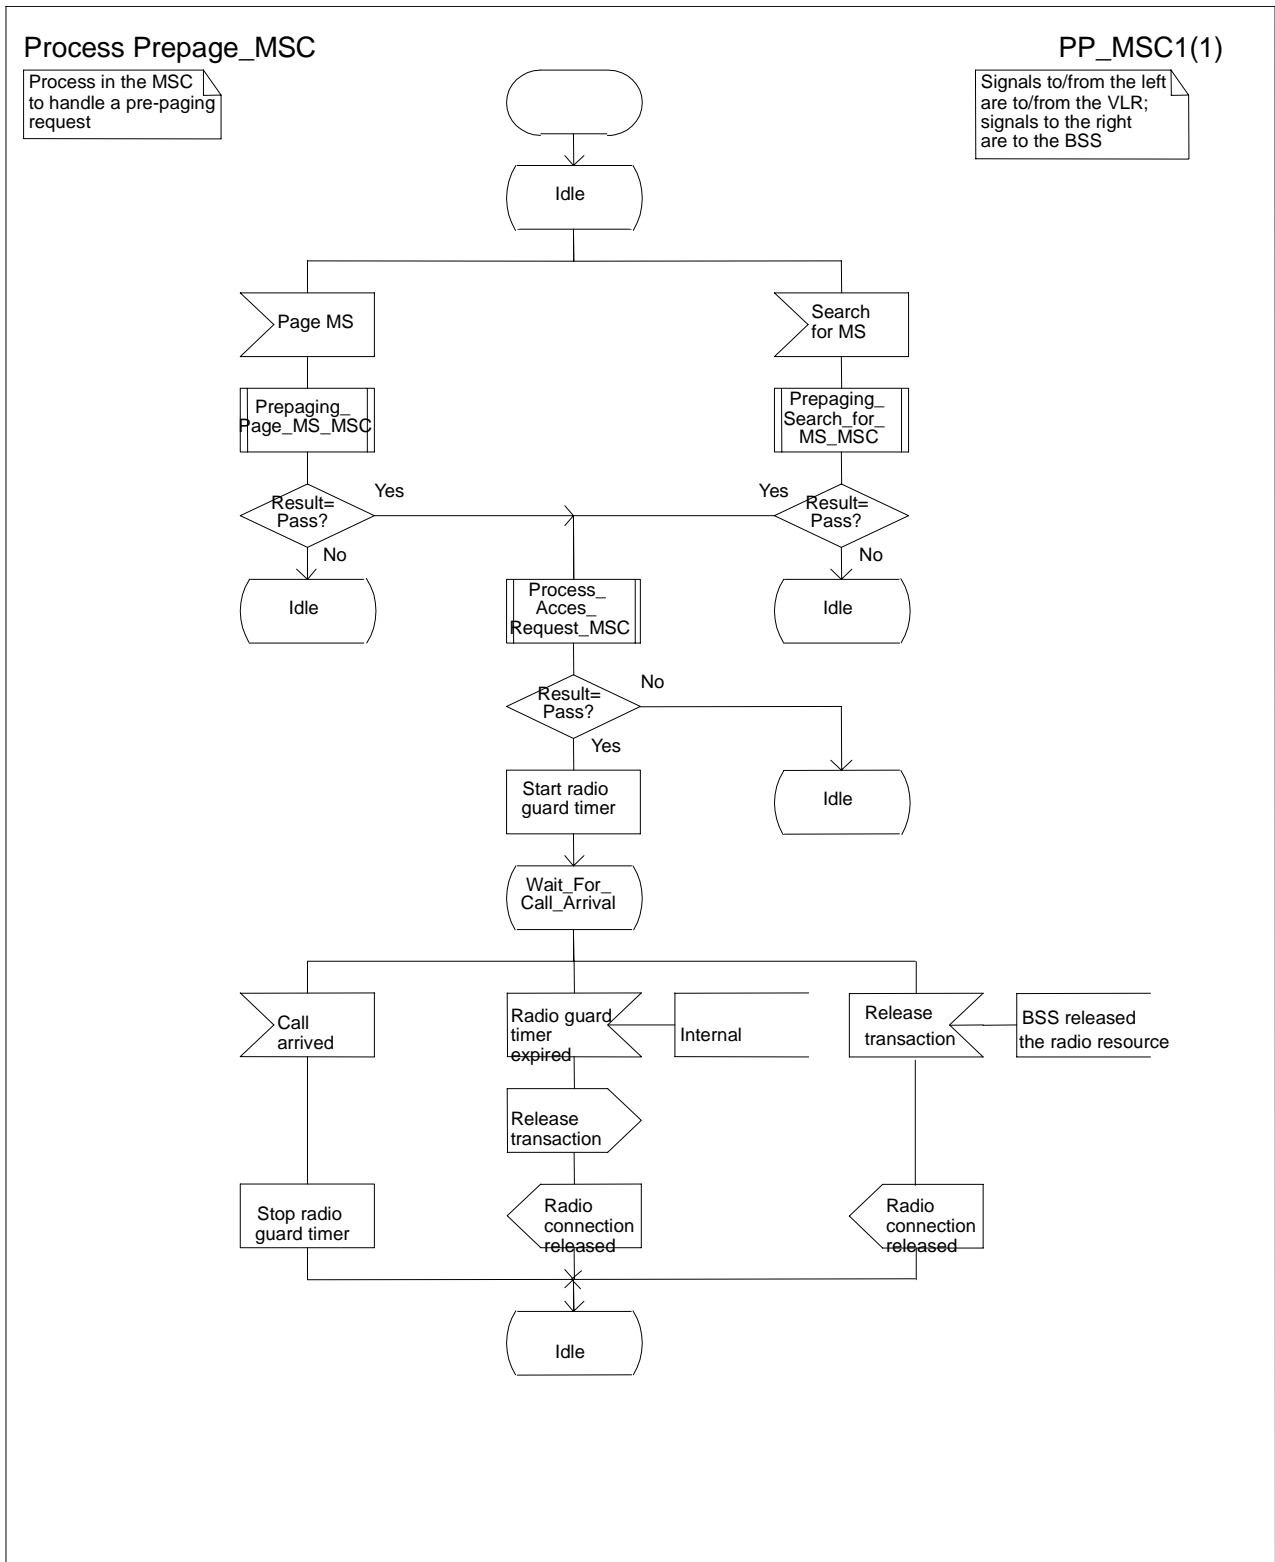 Process Prepage_MSC
PP_MSC1(1)
Process in the MSC
to handle a pre-paging
request
Signals to/from the left
are to/from the VLR;
signals to the right
are to the BSS
Idle
Page MS
Search
for MS
Prepaging_
Page_MS_MSC
Prepaging_
Search_for_
MS_MSC
Result=
Pass?
Yes
No
Yes
Result=
Pass?
No
Idle
Process_
Acces_
Request_MSC
Idle
Result=
Pass?
No
Yes
Start radio
guard timer
Idle
Wait_For_
Call_Arrival
Call
arrived
Radio guard
timer
expired
Internal
Release
transaction
BSS released
the radio resource
Release
transaction
Stop radio
guard timer
Radio
connection
released
Radio
connection
released
Idle